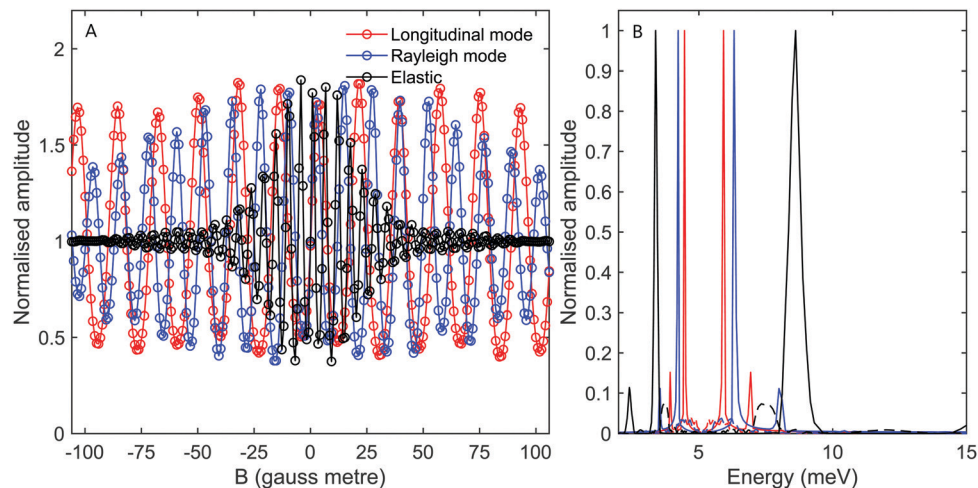 A
Longitudinal mode
Rayleigh mode
Elastic
2
1.5
1
0.5
0
Normalised amplitude
-100 -75 -50 -25 0 25 50 75 100
B (gauss metre)
B
1
0.9
0.8
0.7
0.6
0.5
0.4
0.3
0.2
0.1
0
Normalised amplitude
5 10 15
Energy (meV)